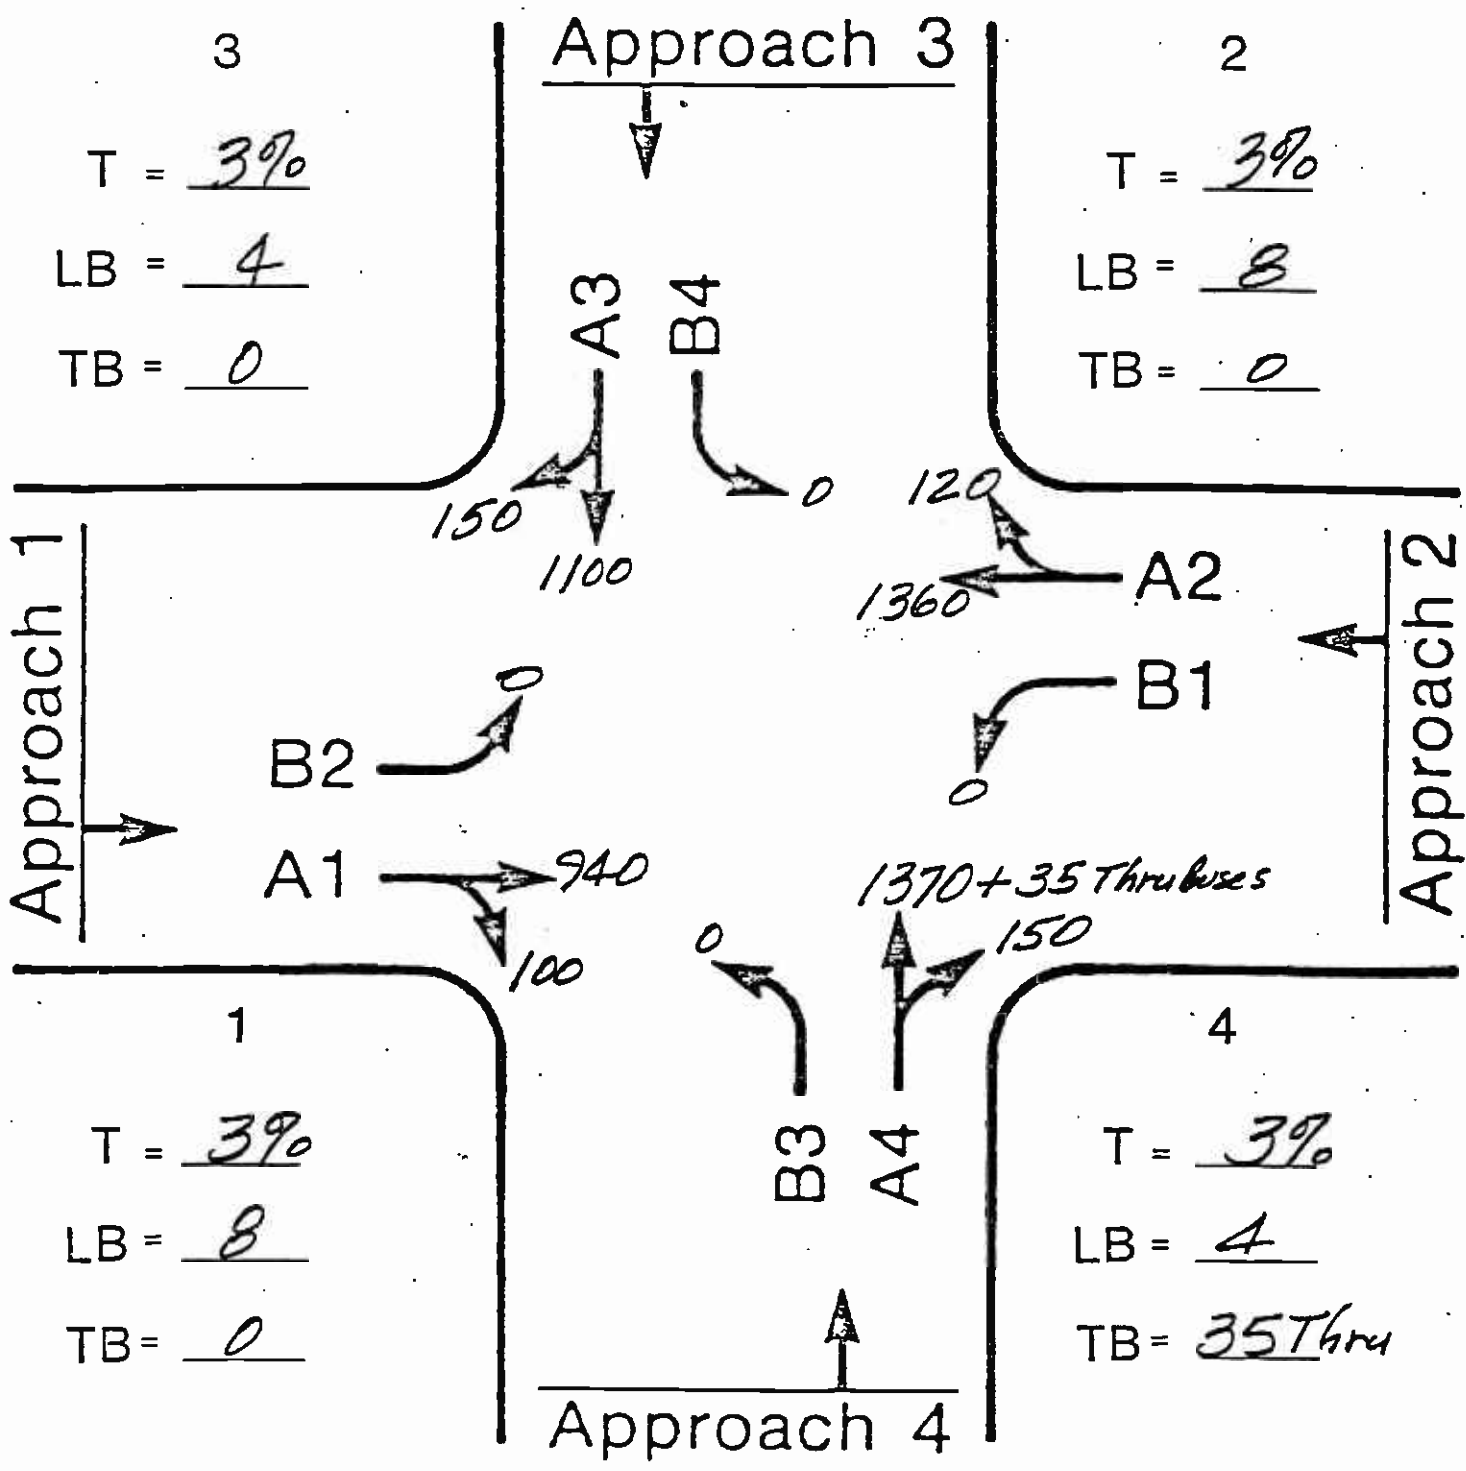 Approach 3
3
T = 3%
LB = 4
TB = 0
2
T = 3%
LB = 8
TB = 0
A3
B4
150
1100
0
120
1360
A2
B1
0
Approach 1
Approach 2
0
B2
A1
940
100
1370 + 35 Thru buses
150
0
B3
A4
1
T = 3%
LB = 8
TB = 0
4
T = 3%
LB = 4
TB = 35 Thru
Approach 4